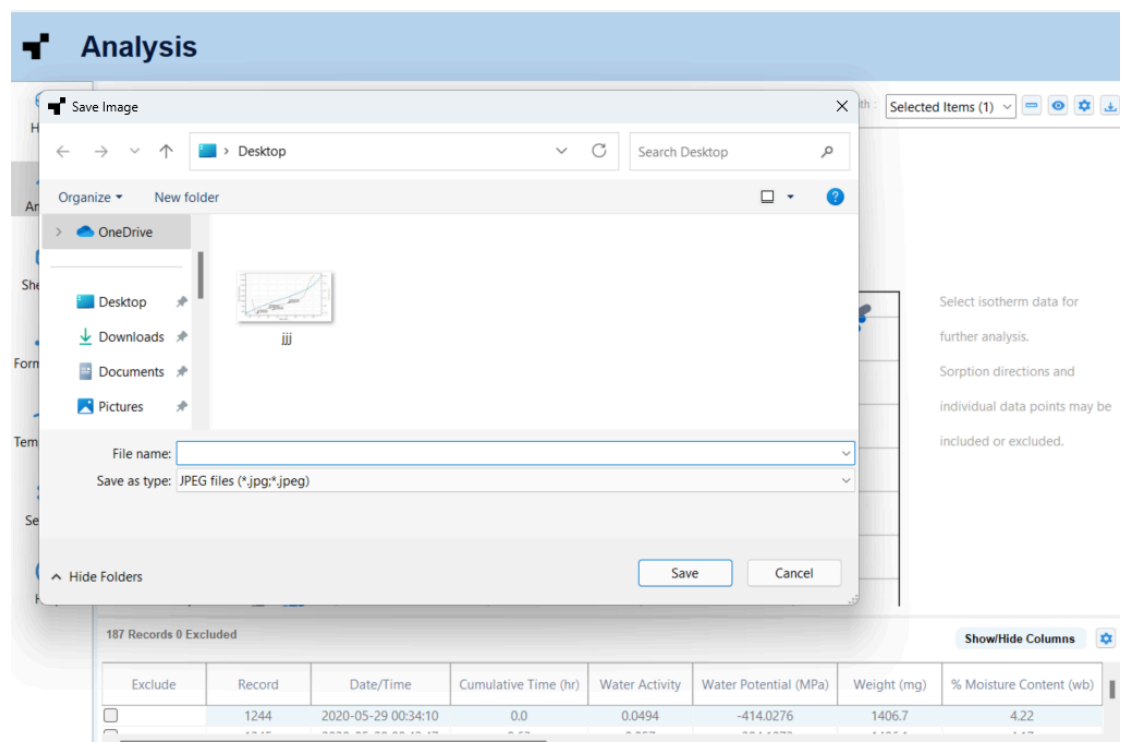 Analysis
Save Image
Selected Items (1)
Desktop
Search Desktop
Organize
New folder
OneDrive
Desktop
Downloads
Documents
Pictures
jjj
Select isotherm data for
further analysis.
Sorption directions and
individual data points may be
included or excluded.
File name:
Save as type: JPEG files (*.jpg;*.jpeg)
Hide Folders
Save
Cancel
187 Records 0 Excluded
Show/Hide Columns
Exclude Record Date/Time Cumulative Time (hr) Water Activity Water Potential (MPa) Weight (mg) % Moisture Content (wb)
1244 2020-05-29 00:34:10 0.0 0.0494 -414.0276 1406.7 4.22